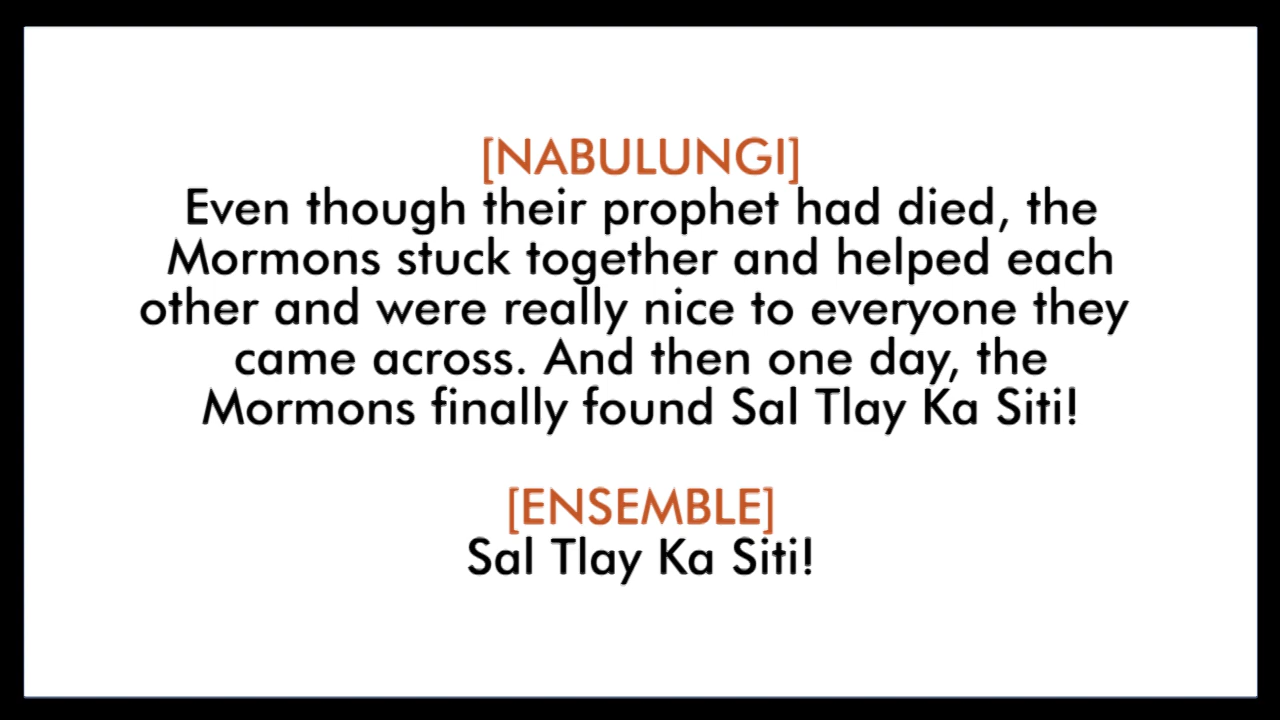 [NABULUNGI]
Even though their prophet had died, the
Mormons stuck together and helped each
other and were really nice to everyone they
came across. And then one day, the
Mormons finally found Sal Tlay Ka Siti!
[ENSEMBLE]
Sal Tlay Ka Siti!